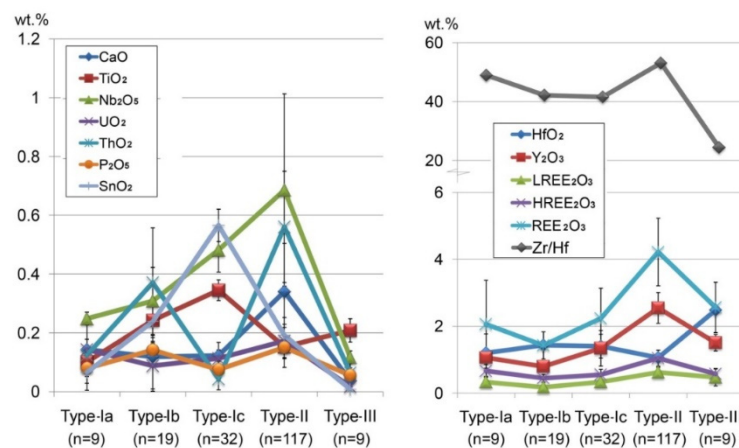 wt.%
1.2
1
0.8
0.6
0.4
0.2
0
CaO
TiO₂
Nb₂O₅
UO₂
ThO₂
P₂O₅
SnO₂
Type-Ia Type-Ib Type-Ic Type-II Type-III
(n=9) (n=19) (n=32) (n=117) (n=9)
wt.%
60
40
20
6
4
2
0
HfO₂
Y₂O₃
LREE₂O₃
HREE₂O₃
REE₂O₃
Zr/Hf
Type-Ia Type-Ib Type-Ic Type-II Type-II
(n=9) (n=19) (n=32) (n=117) (n=9)